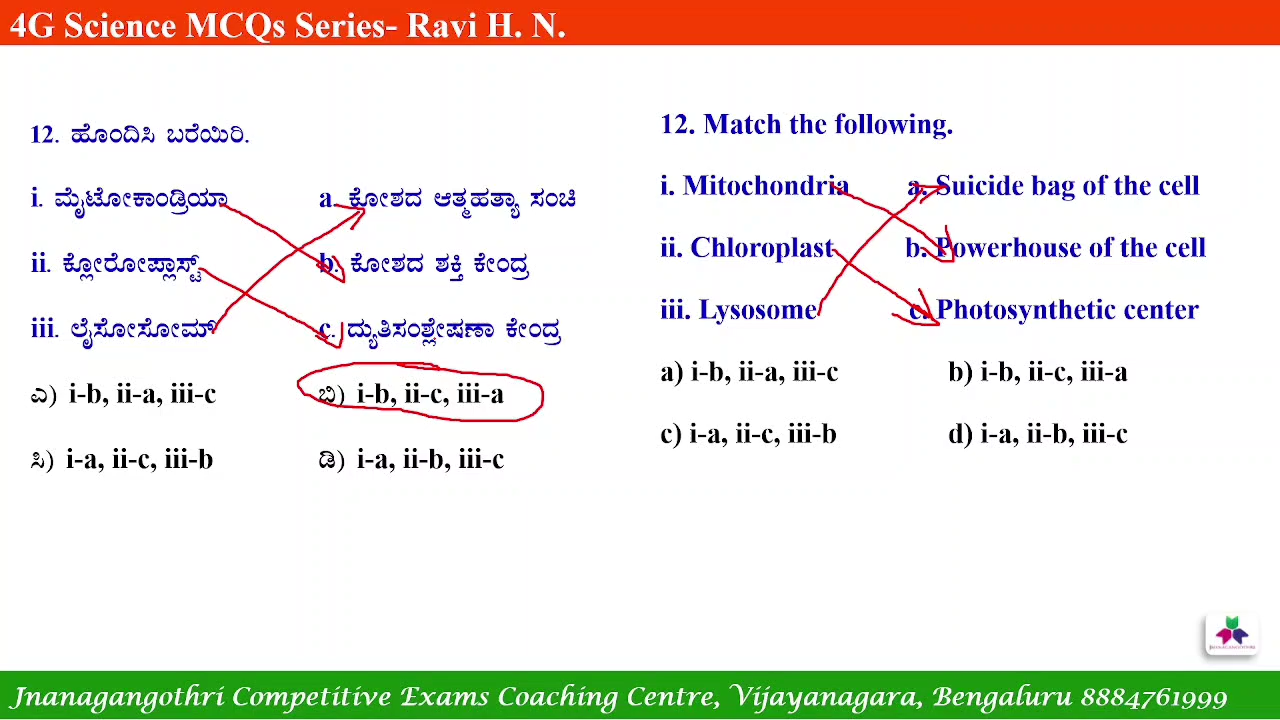 4G Science MCQs Series- Ravi H. N.
12. ಹೊಂದಿಸಿ ಬರೆಯಿರಿ.
i. ಮೈಟೋಕಾಂಡ್ರಿಯಾ a. ಕೋಶದ ಆತ್ಮಹತ್ಯಾ ಸಂಚಿ
ii. ಕ್ಲೋರೋಪ್ಲಾಸ್ಟ್ b. ಕೋಶದ ಶಕ್ತಿ ಕೇಂದ್ರ
iii. ಲೈಸೋಸೋಮ್ c. ದ್ಯುತಿಸಂಶ್ಲೇಷಣಾ ಕೇಂದ್ರ
ಎ) i-b, ii-a, iii-c ಬಿ) i-b, ii-c, iii-a
ಸಿ) i-a, ii-c, iii-b ಡಿ) i-a, ii-b, iii-c
12. Match the following.
i. Mitochondria a. Suicide bag of the cell
ii. Chloroplast b. Powerhouse of the cell
iii. Lysosome c. Photosynthetic center
a) i-b, ii-a, iii-c b) i-b, ii-c, iii-a
c) i-a, ii-c, iii-b d) i-a, ii-b, iii-c
JNANAGANGOTHRI
Jnanagangothri Competitive Exams Coaching Centre, Vijayanagara, Bengaluru 8884761999